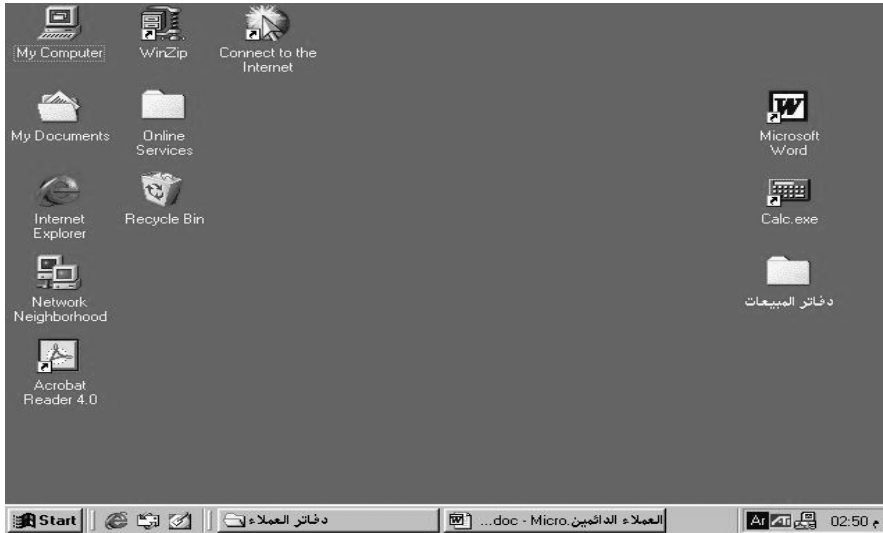 My Computer
WinZip
Connect to the
Internet
My Documents
Online
Services
Microsoft
Word
Internet
Explorer
Recycle Bin
Calc.exe
Network
Neighborhood
دفاتر المبيعات
Acrobat
Reader 4.0
Start
دفاتر العملاء
العملاء الدائمين.doc - Micro...
Ar
02:50 م